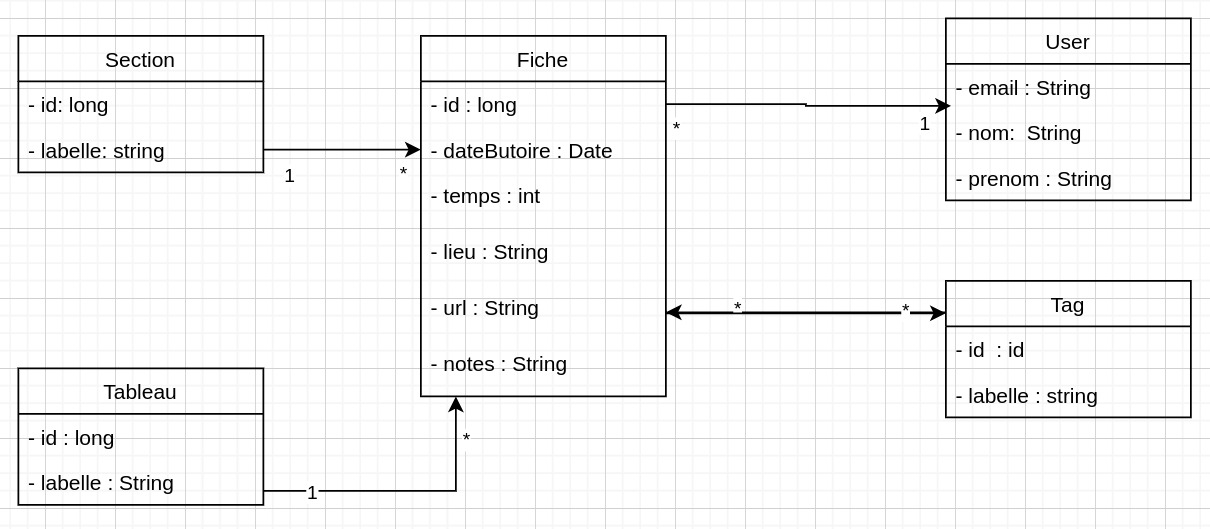 Section
- id: long
- labelle: string
1
*
Fiche
- id : long
- dateButoire : Date
- temps : int
- lieu : String
- url : String
- notes : String
*
1
User
- email : String
- nom:  String
- prenom : String
*
*
Tag
- id  : id
- labelle : string
Tableau
- id : long
- labelle : String
1
*